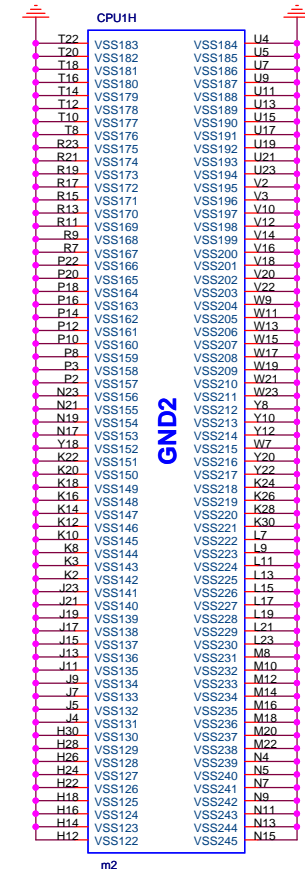 CPU1H
T22 VSS183 VSS184 U4
T20 VSS182 VSS185 U5
T18 VSS181 VSS186 U7
T16 VSS180 VSS187 U9
T14 VSS179 VSS188 U11
T12 VSS178 VSS189 U13
T10 VSS177 VSS190 U15
T8 VSS176 VSS191 U17
R23 VSS175 VSS192 U19
R21 VSS174 VSS193 U21
R19 VSS173 VSS194 U23
R17 VSS172 VSS195 V2
R15 VSS171 VSS196 V3
R13 VSS170 VSS197 V10
R11 VSS169 VSS198 V12
R9 VSS168 VSS199 V14
R7 VSS167 VSS200 V16
P22 VSS166 VSS201 V18
P20 VSS165 VSS202 V20
P18 VSS164 VSS203 V22
P16 VSS163 VSS204 W9
P14 VSS162 VSS205 W11
P12 VSS161 VSS206 W13
P10 VSS160 VSS207 W15
P8 VSS159 VSS208 W17
P3 VSS158 VSS209 W19
P2 VSS157 VSS210 W21
N23 VSS156 VSS211 W23
N21 VSS155 VSS212 Y8
N19 VSS154 VSS213 Y10
N17 VSS153 VSS214 Y12
Y18 VSS152 VSS215 W7
K22 VSS151 VSS216 Y20
K20 VSS150 VSS217 Y22
K18 VSS149 VSS218 K24
K16 VSS148 VSS219 K26
K14 VSS147 VSS220 K28
K12 VSS146 VSS221 K30
K10 VSS145 VSS222 L7
K8 VSS144 VSS223 L9
K3 VSS143 VSS224 L11
K2 VSS142 VSS225 L13
J23 VSS141 VSS226 L15
J21 VSS140 VSS227 L17
J19 VSS139 VSS228 L19
J17 VSS138 VSS229 L21
J15 VSS137 VSS230 L23
J13 VSS136 VSS231 M8
J11 VSS135 VSS232 M10
J9 VSS134 VSS233 M12
J7 VSS133 VSS234 M14
J5 VSS132 VSS235 M16
J4 VSS131 VSS236 M18
H30 VSS130 VSS237 M20
H28 VSS129 VSS238 M22
H26 VSS128 VSS239 N4
H24 VSS127 VSS240 N5
H22 VSS126 VSS241 N7
H18 VSS125 VSS242 N9
H16 VSS124 VSS243 N11
H14 VSS123 VSS244 N13
H12 VSS122 VSS245 N15
GND2
m2